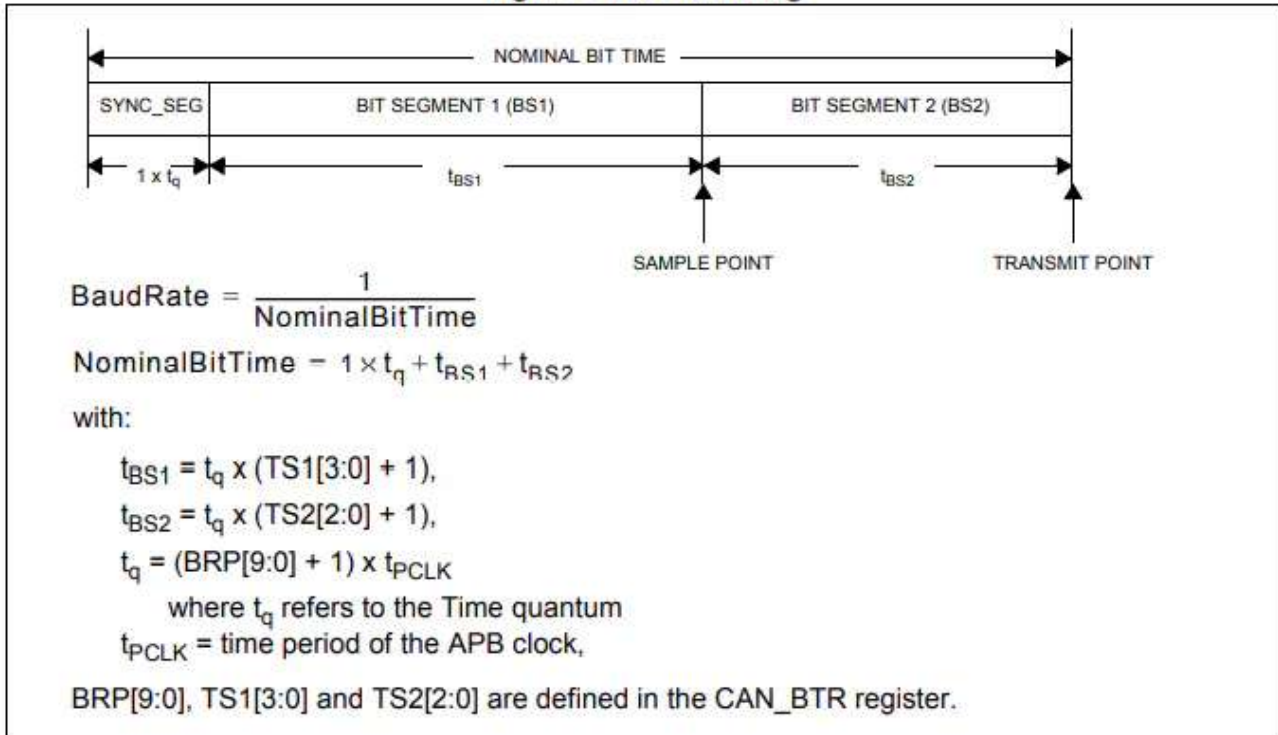 NOMINAL BIT TIME
SYNC_SEG BIT SEGMENT 1 (BS1) BIT SEGMENT 2 (BS2)
1 x tq tBS1 tBS2
SAMPLE POINT TRANSMIT POINT
BaudRate = 1 / NominalBitTime
NominalBitTime = 1 × tq + tBS1 + tBS2
with:
tBS1 = tq x (TS1[3:0] + 1),
tBS2 = tq x (TS2[2:0] + 1),
tq = (BRP[9:0] + 1) x tPCLK
where tq refers to the Time quantum
tPCLK = time period of the APB clock,
BRP[9:0], TS1[3:0] and TS2[2:0] are defined in the CAN_BTR register.